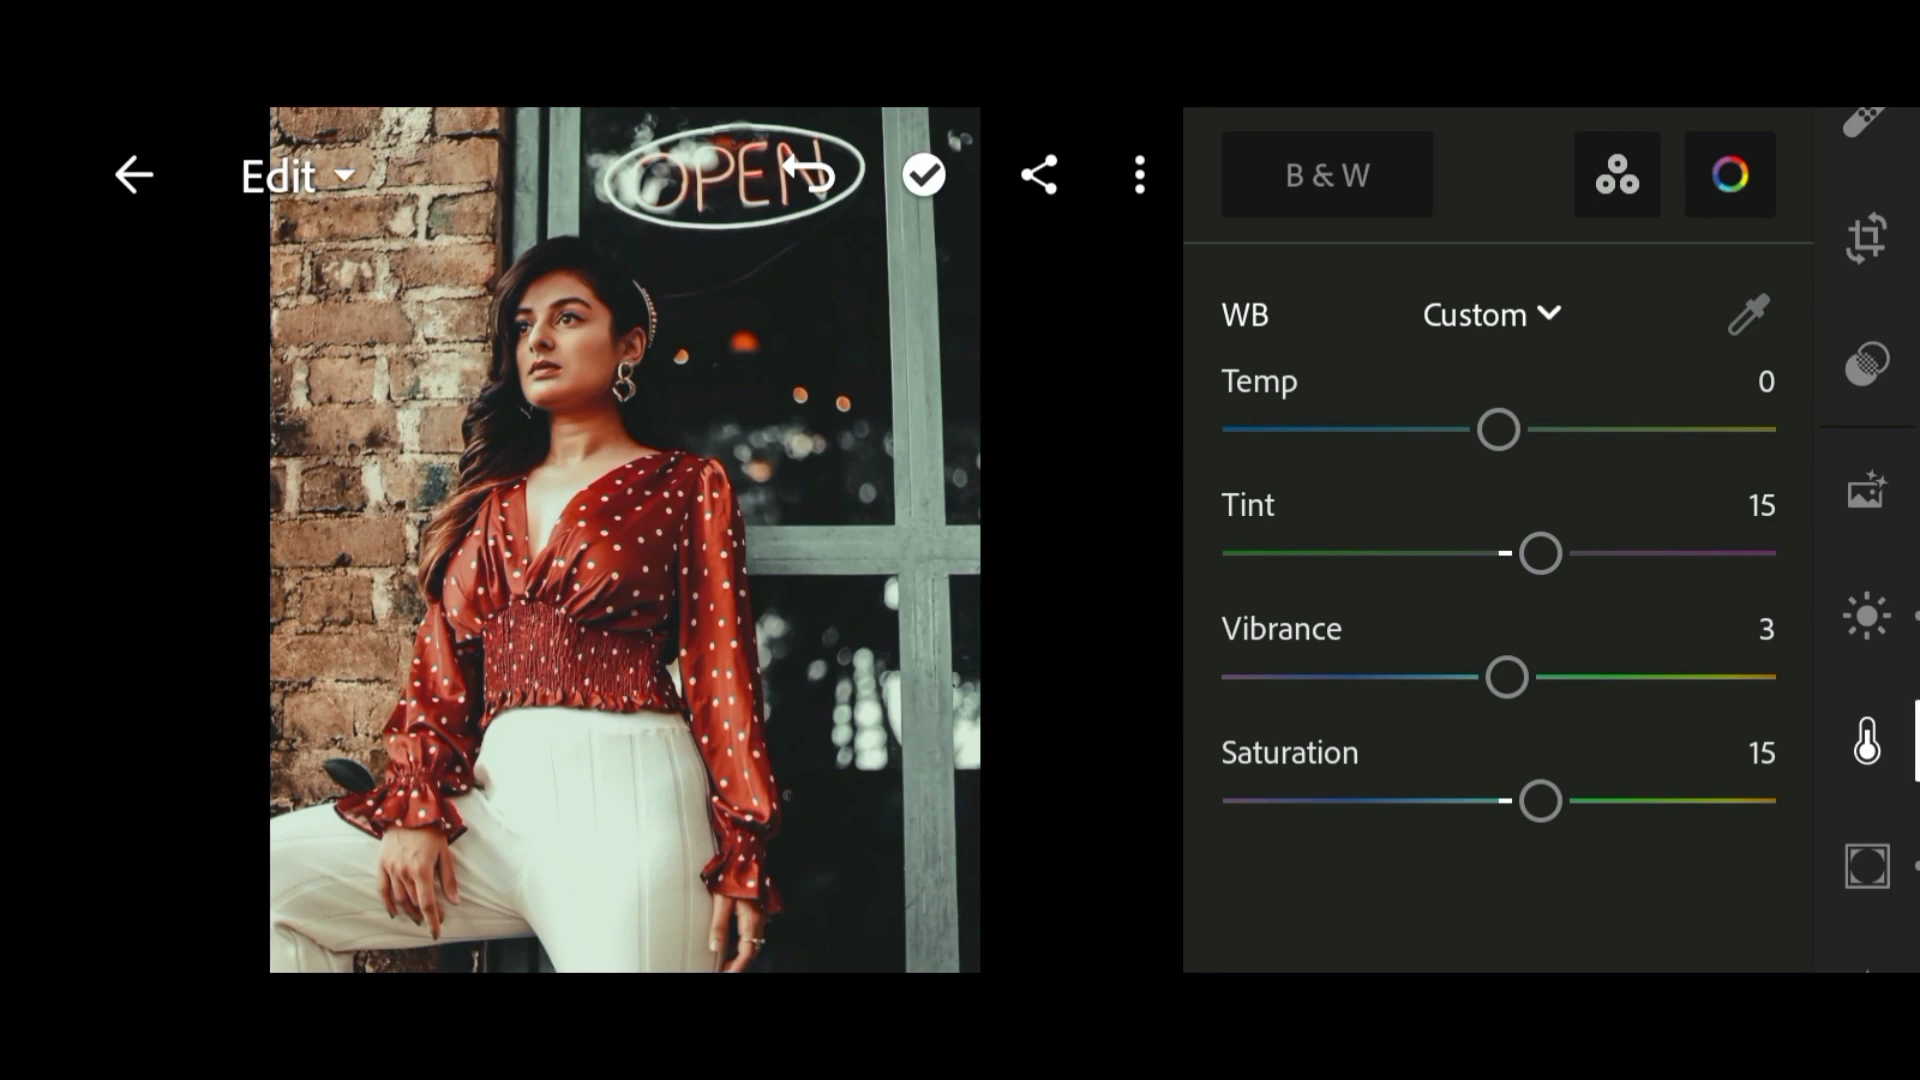 Edit
OPEN
B & W
WB Custom
Temp 0
Tint 15
Vibrance 3
Saturation 15